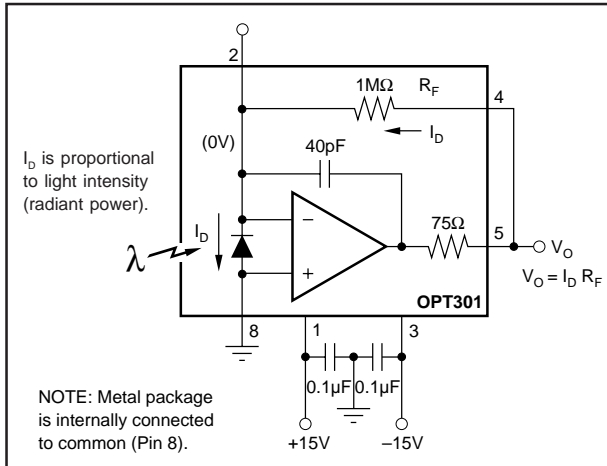 2
1MΩ R_F
4
I_D
(0V)
40pF
I_D is proportional
to light intensity
(radiant power).
λ
I_D
–
+
75Ω
5
V_O
V_O = I_D R_F
OPT301
8
1
3
0.1µF 0.1µF
NOTE: Metal package
is internally connected
to common (Pin 8).
+15V
–15V